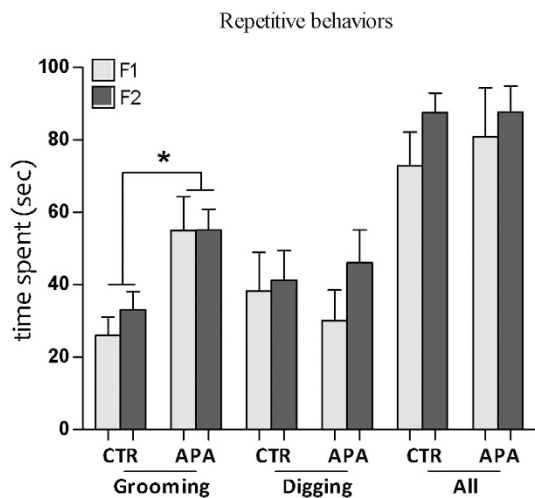 Repetitive behaviors
100
80
60
40
20
0
time spent (sec)
F1
F2
*
CTR APA CTR APA CTR APA
Grooming Digging All